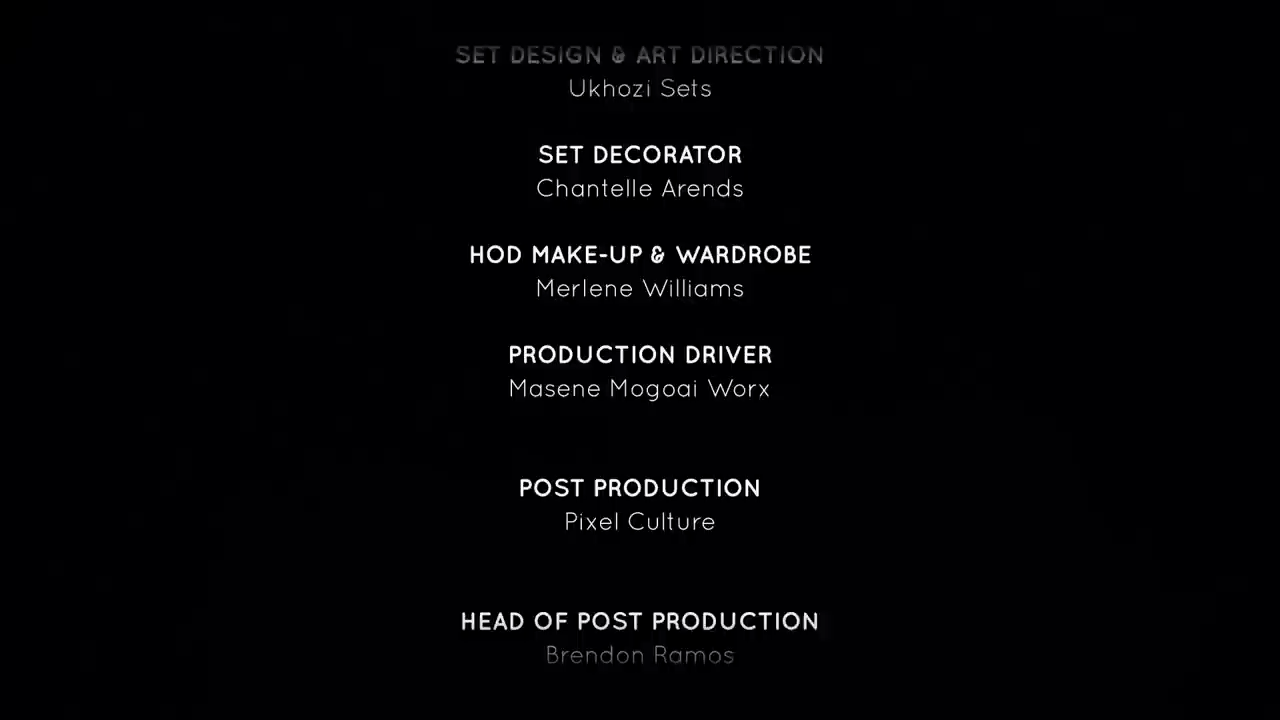 SET DESIGN & ART DIRECTION
Ukhozi Sets
SET DECORATOR
Chantelle Arends
HOD MAKE-UP & WARDROBE
Merlene Williams
PRODUCTION DRIVER
Masene Mogoai Worx
POST PRODUCTION
Pixel Culture
HEAD OF POST PRODUCTION
Brendon Ramos